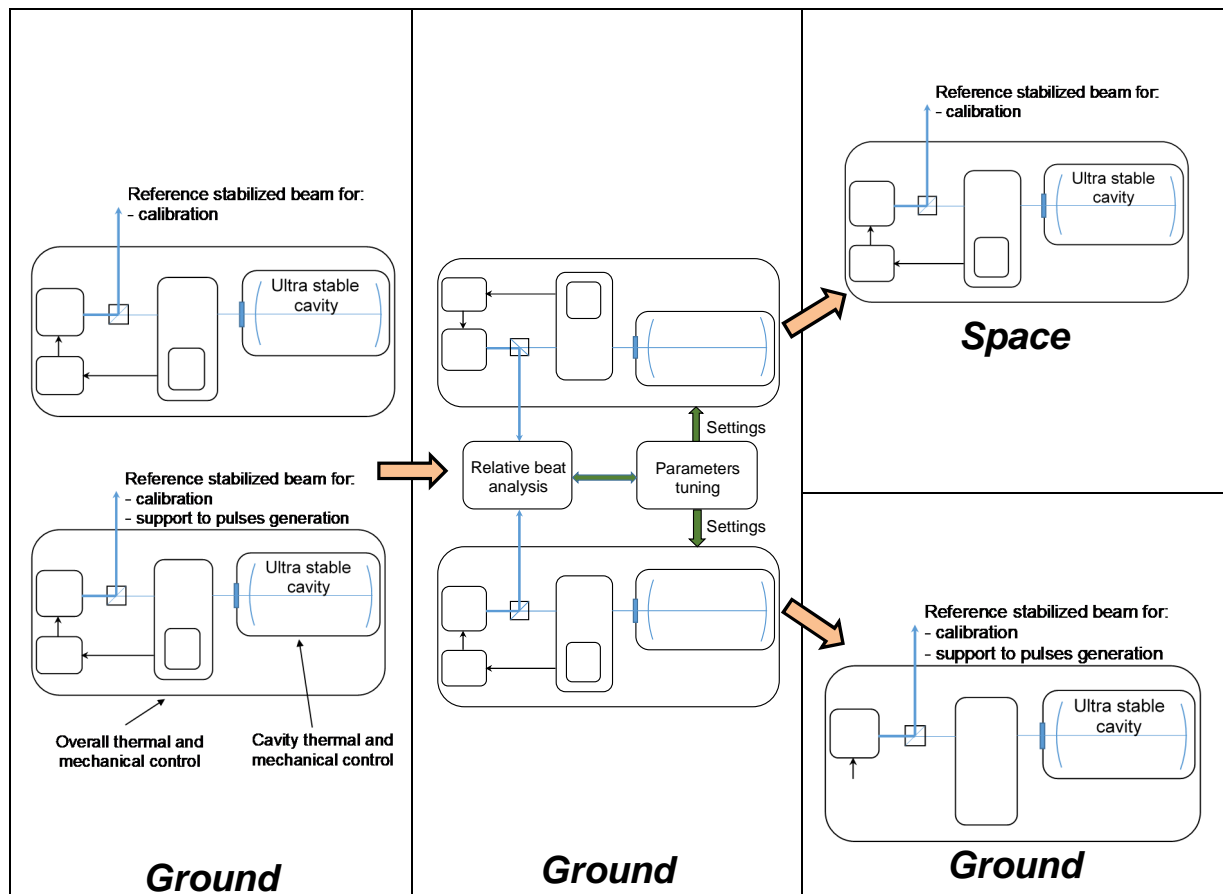 Reference stabilized beam for:
- calibration
Ultra stable
cavity
Reference stabilized beam for:
- calibration
- support to pulses generation
Ultra stable
cavity
Overall thermal and
mechanical control
Cavity thermal and
mechanical control
Ground
Settings
Relative beat
analysis
Parameters
tuning
Settings
Ground
Reference stabilized beam for:
- calibration
Ultra stable
cavity
Space
Reference stabilized beam for:
- calibration
- support to pulses generation
Ultra stable
cavity
Ground